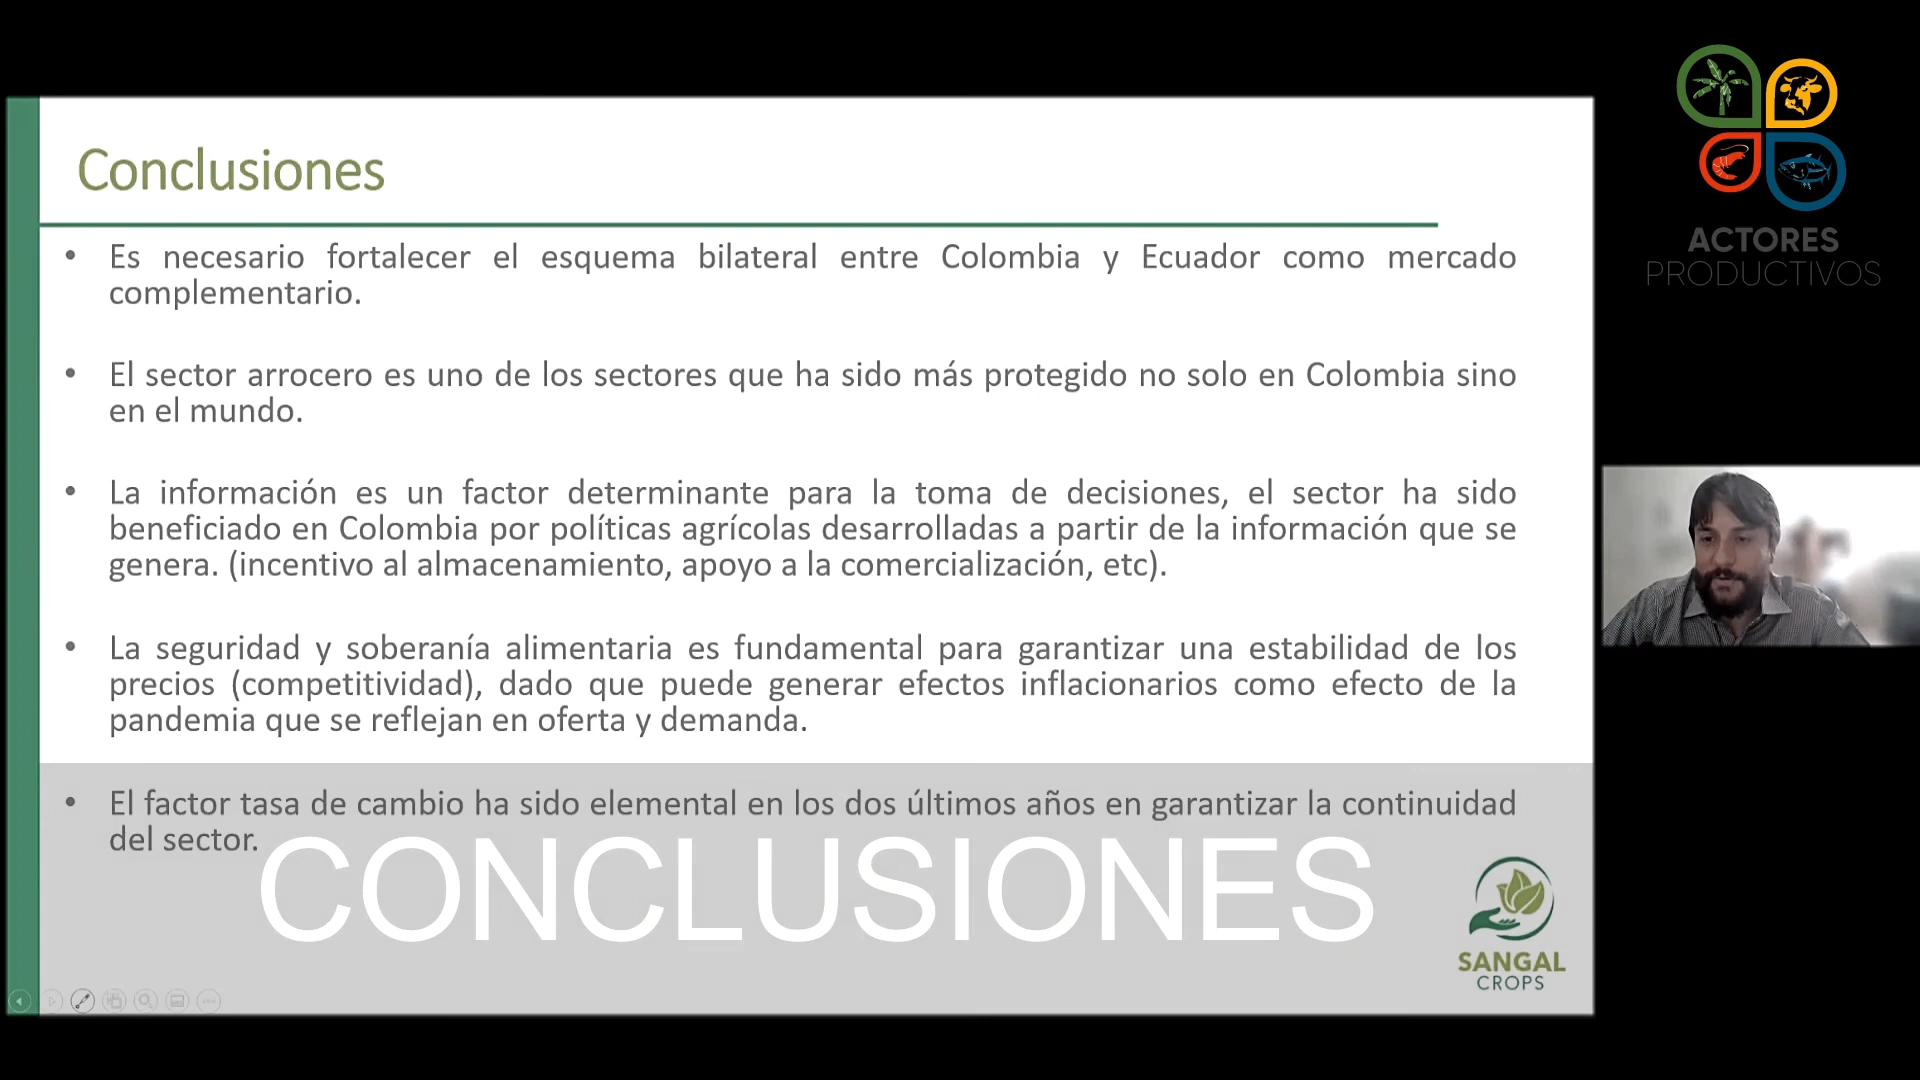 Conclusiones
• Es necesario fortalecer el esquema bilateral entre Colombia y Ecuador como mercado
complementario.
• El sector arrocero es uno de los sectores que ha sido más protegido no solo en Colombia sino
en el mundo.
• La información es un factor determinante para la toma de decisiones, el sector ha sido
beneficiado en Colombia por políticas agrícolas desarrolladas a partir de la información que se
genera. (incentivo al almacenamiento, apoyo a la comercialización, etc).
• La seguridad y soberanía alimentaria es fundamental para garantizar una estabilidad de los
precios (competitividad), dado que puede generar efectos inflacionarios como efecto de la
pandemia que se reflejan en oferta y demanda.
• El factor tasa de cambio ha sido elemental en los dos últimos años en garantizar la continuidad
del sector.
CONCLUSIONES
SANGAL
CROPS
ACTORES
PRODUCTIVOS